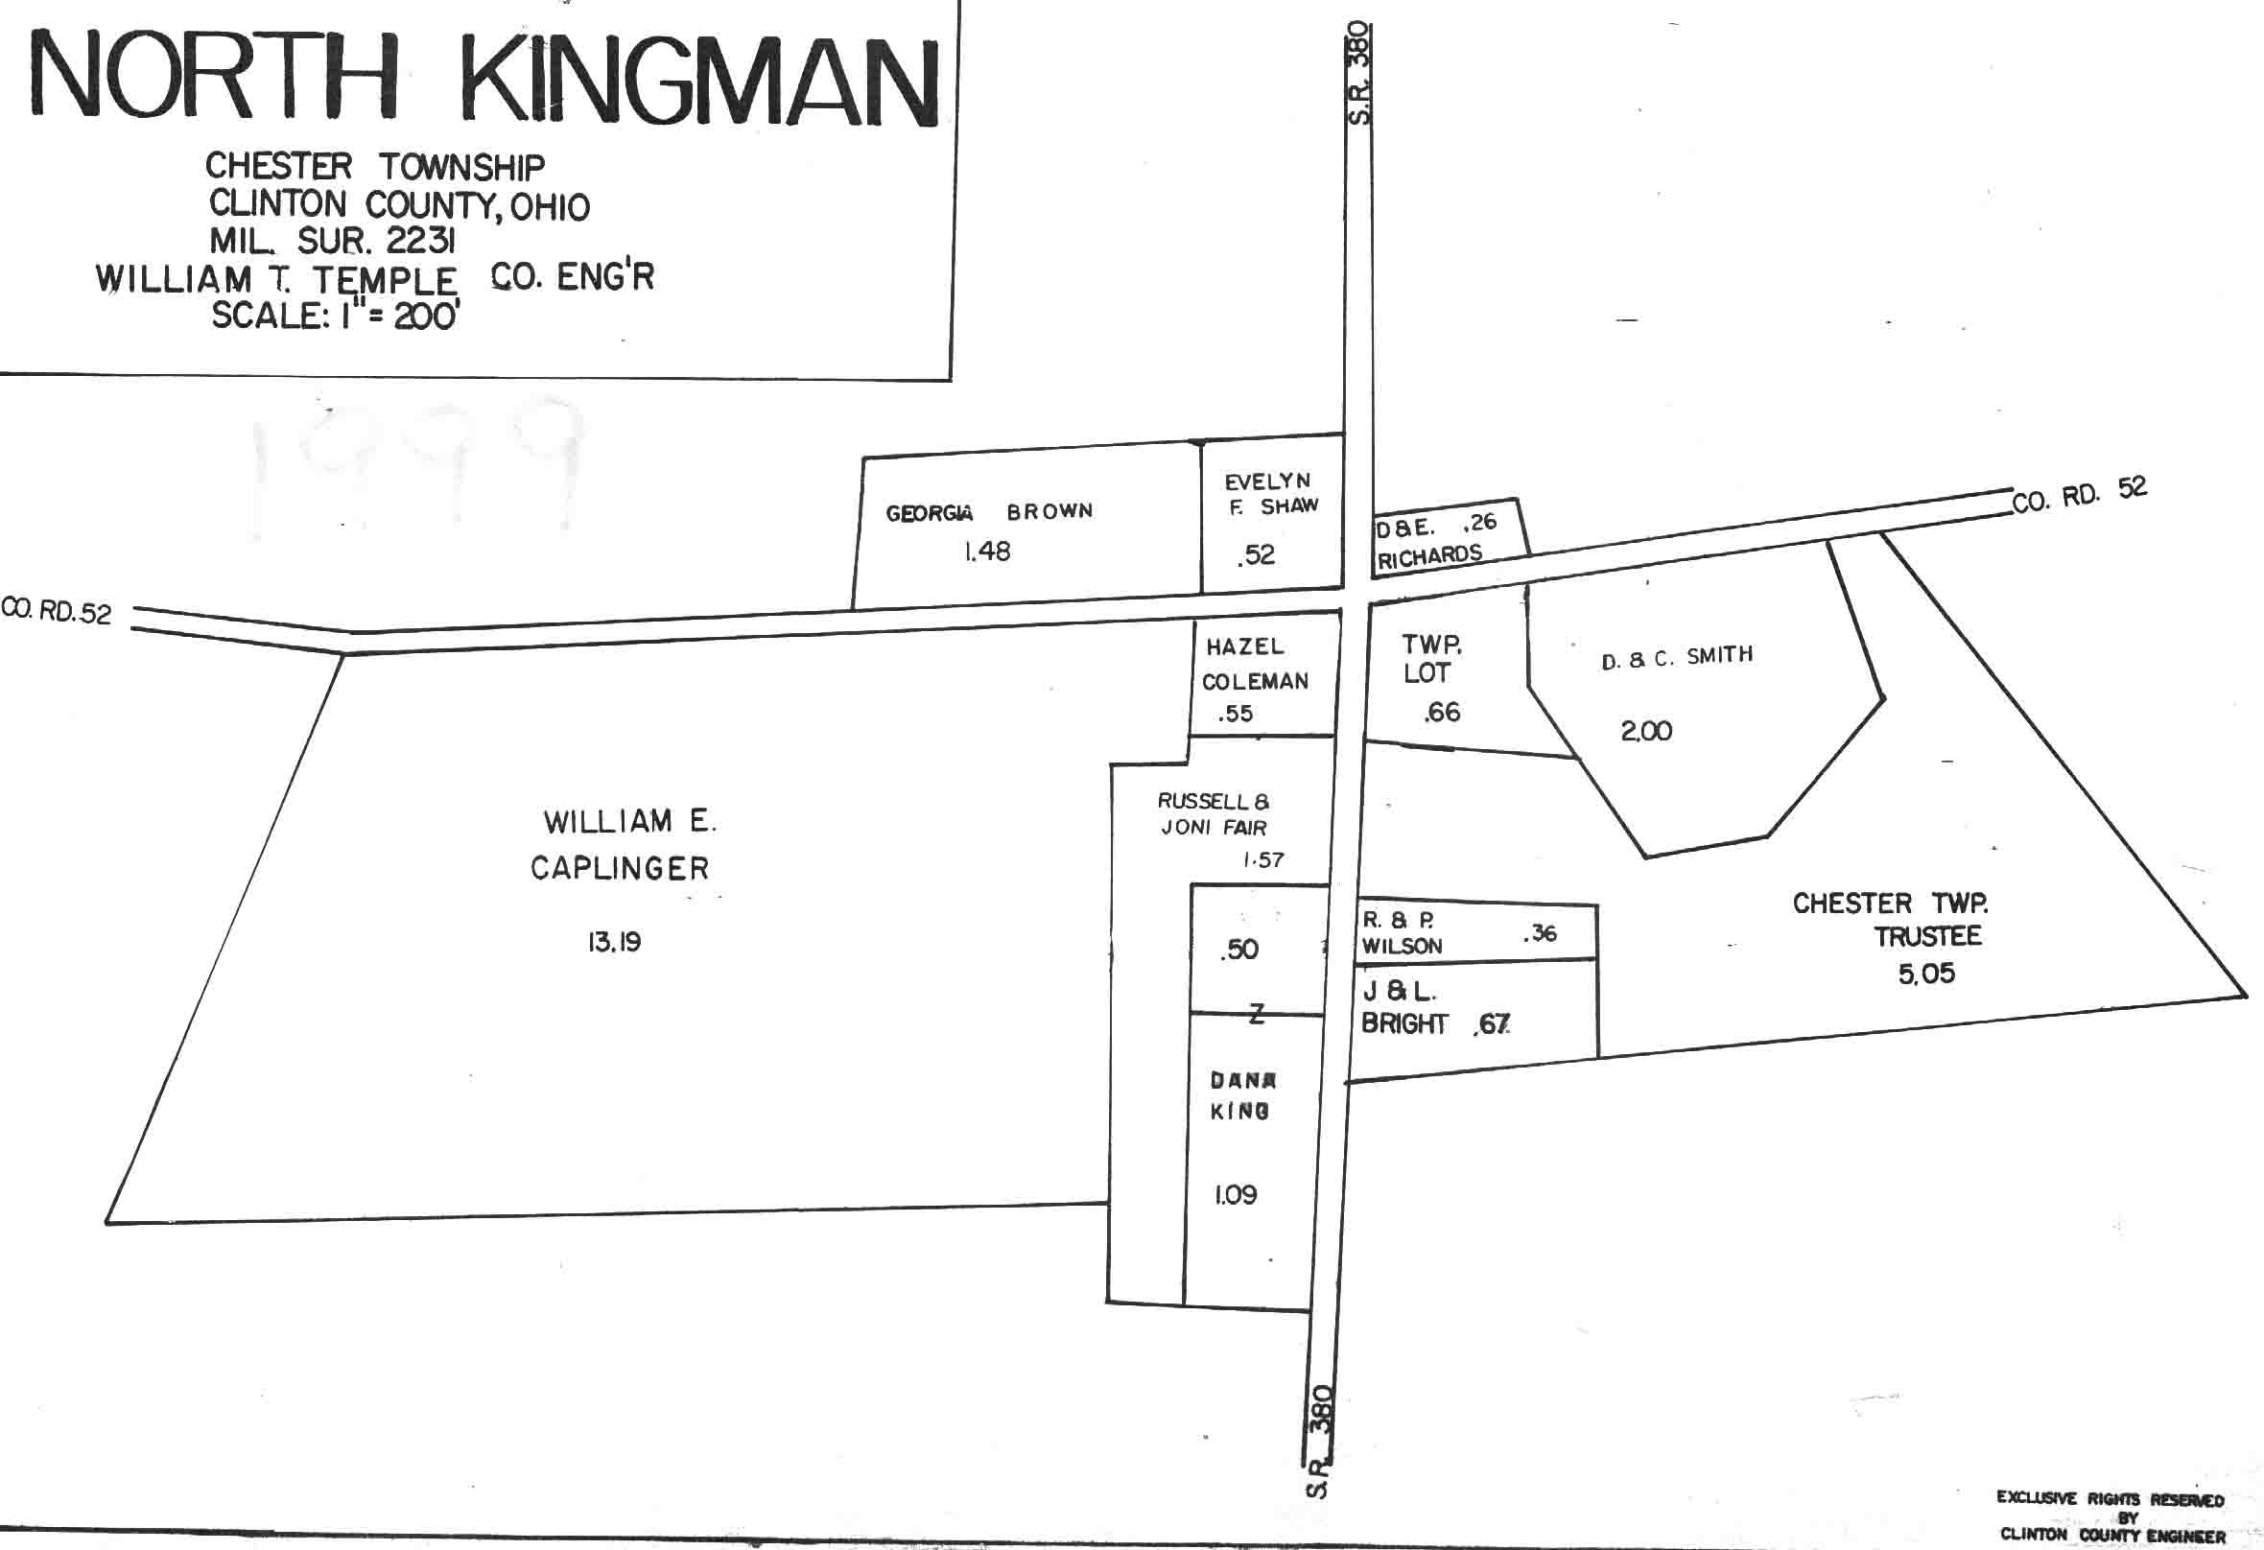 NORTH KINGMAN
CHESTER TOWNSHIP
CLINTON COUNTY, OHIO
MIL. SUR. 2231
WILLIAM T. TEMPLE CO. ENG'R
SCALE: 1" = 200'
1999
S.R. 380
GEORGIA BROWN
1.48
EVELYN
F. SHAW
.52
D & E. .26
RICHARDS
CO. RD. 52
CO. RD. 52
HAZEL
COLEMAN
.55
TWP.
LOT
.66
D. & C. SMITH
2.00
WILLIAM E.
CAPLINGER
13.19
RUSSELL &
JONI FAIR
1.57
.50
Z
DANA
KING
1.09
R. & P.
WILSON .36
J & L.
BRIGHT .67
CHESTER TWP.
TRUSTEE
5.05
S.R. 380
EXCLUSIVE RIGHTS RESERVED
BY
CLINTON COUNTY ENGINEER